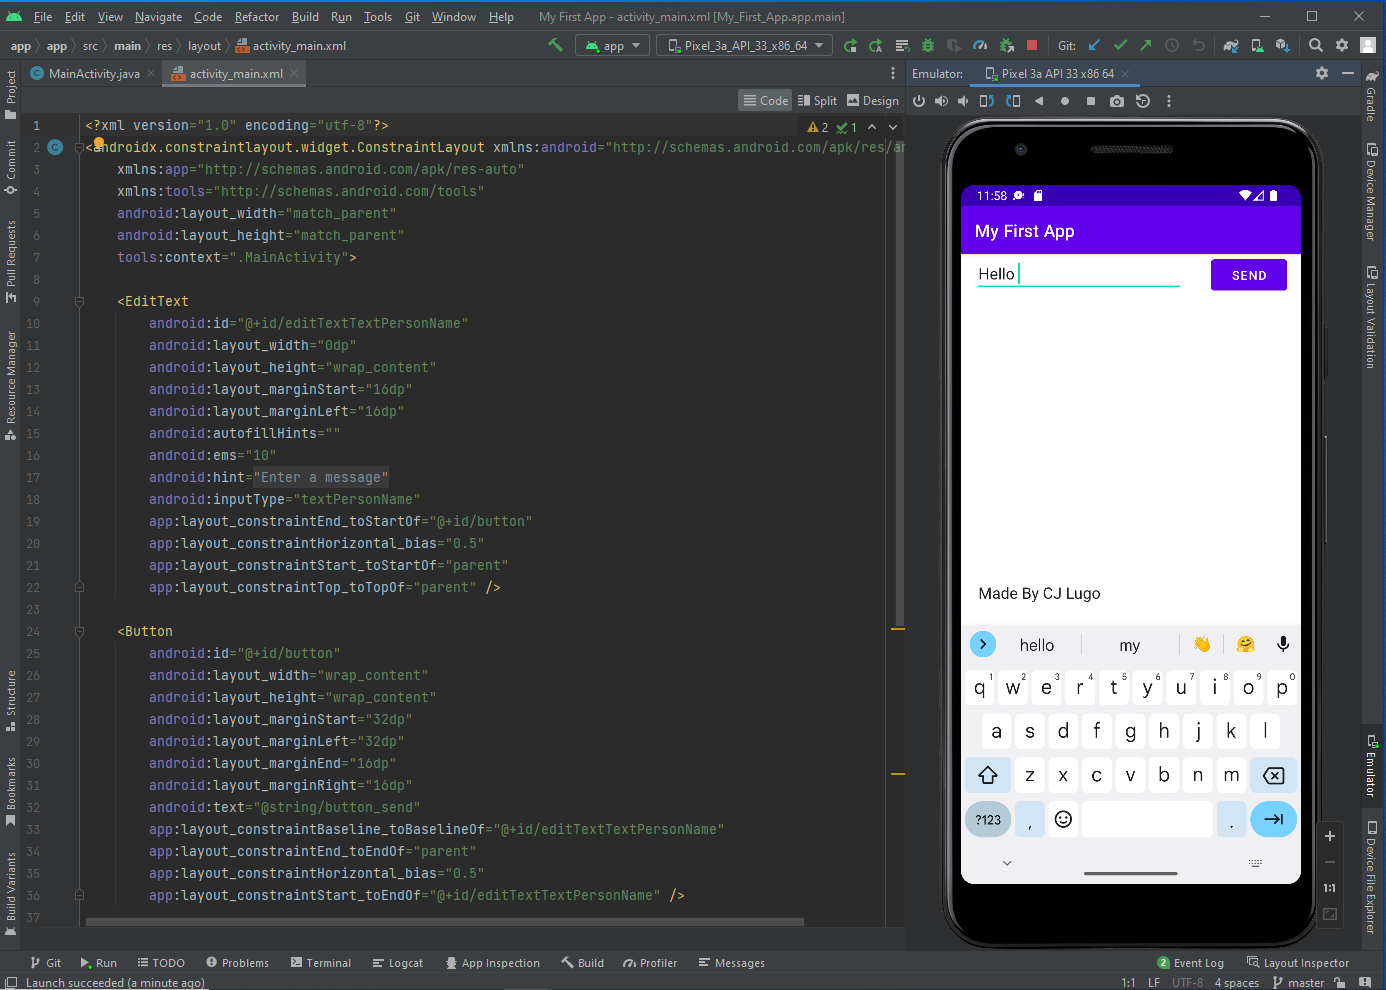 File Edit View Navigate Code Refactor Build Run Tools Git Window Help My First App - activity_main.xml [My_First_App.app.main]
app app src main res layout activity_main.xml app Pixel_3a_API_33_x86_64 Git:
MainActivity.java activity_main.xml Emulator: Pixel 3a API 33 x86 64
Code Split Design
2 1
1 <?xml version="1.0" encoding="utf-8"?>
2 <androidx.constraintlayout.widget.ConstraintLayout xmlns:android="http://schemas.android.com/apk/res/an
3 xmlns:app="http://schemas.android.com/apk/res-auto"
4 xmlns:tools="http://schemas.android.com/tools"
5 android:layout_width="match_parent"
6 android:layout_height="match_parent"
7 tools:context=".MainActivity">
8
9 <EditText
10 android:id="@+id/editTextTextPersonName"
11 android:layout_width="0dp"
12 android:layout_height="wrap_content"
13 android:layout_marginStart="16dp"
14 android:layout_marginLeft="16dp"
15 android:autofillHints=""
16 android:ems="10"
17 android:hint="Enter a message"
18 android:inputType="textPersonName"
19 app:layout_constraintEnd_toStartOf="@+id/button"
20 app:layout_constraintHorizontal_bias="0.5"
21 app:layout_constraintStart_toStartOf="parent"
22 app:layout_constraintTop_toTopOf="parent" />
23
24 <Button
25 android:id="@+id/button"
26 android:layout_width="wrap_content"
27 android:layout_height="wrap_content"
28 android:layout_marginStart="32dp"
29 android:layout_marginLeft="32dp"
30 android:layout_marginEnd="16dp"
31 android:layout_marginRight="16dp"
32 android:text="@string/button_send"
33 app:layout_constraintBaseline_toBaselineOf="@+id/editTextTextPersonName"
34 app:layout_constraintEnd_toEndOf="parent"
35 app:layout_constraintHorizontal_bias="0.5"
36 app:layout_constraintStart_toEndOf="@+id/editTextTextPersonName" />
37
Project
Commit
Pull Requests
Resource Manager
Structure
Bookmarks
Build Variants
11:58
My First App
Hello SEND
Made By CJ Lugo
hello my
q1 w2 e3 r4 t5 y6 u7 i8 o9 p0
a s d f g h j k l
z x c v b n m
?123 , .
1:1
Gradle
Device Manager
Layout Validation
Emulator
Device File Explorer
Git Run TODO Problems Terminal Logcat App Inspection Build Profiler Messages 2 Event Log Layout Inspector
Launch succeeded (a minute ago) 1:1 LF UTF-8 4 spaces master